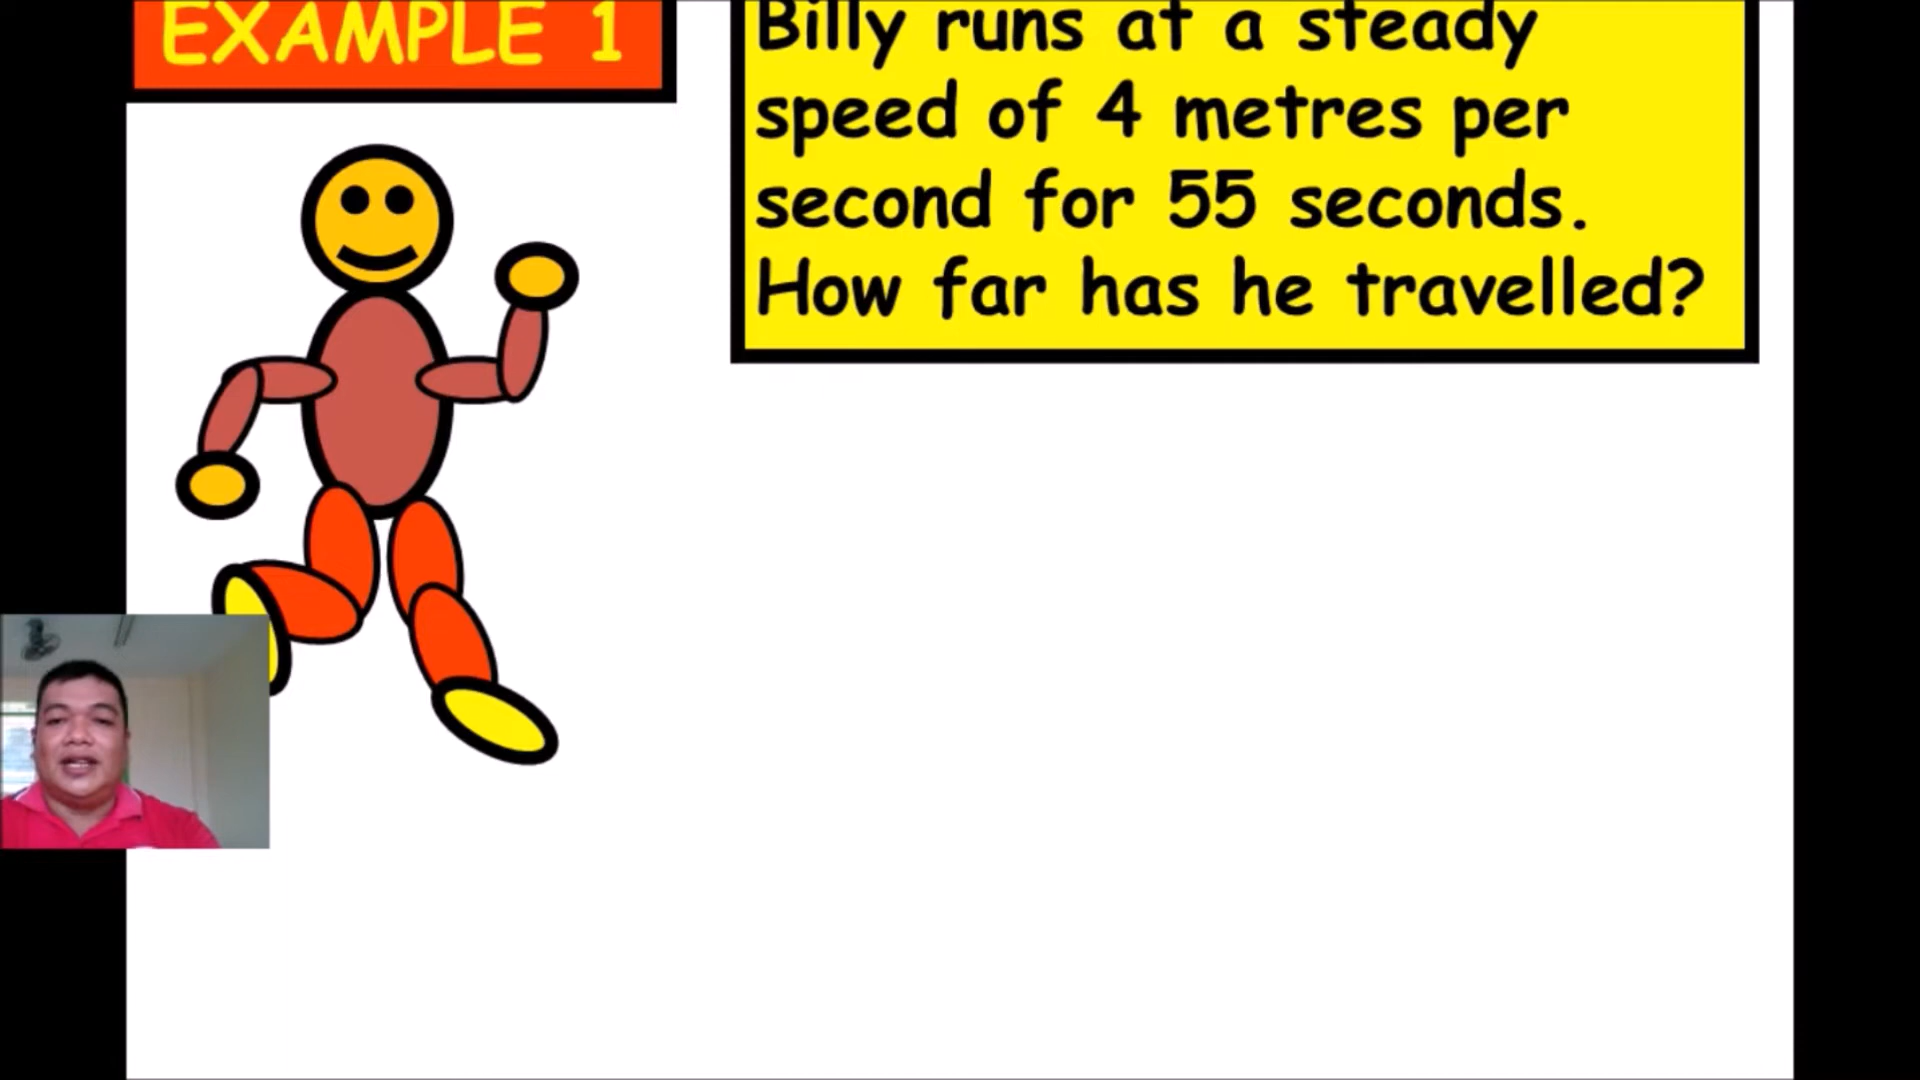 EXAMPLE 1
Billy runs at a steady
speed of 4 metres per
second for 55 seconds.
How far has he travelled?